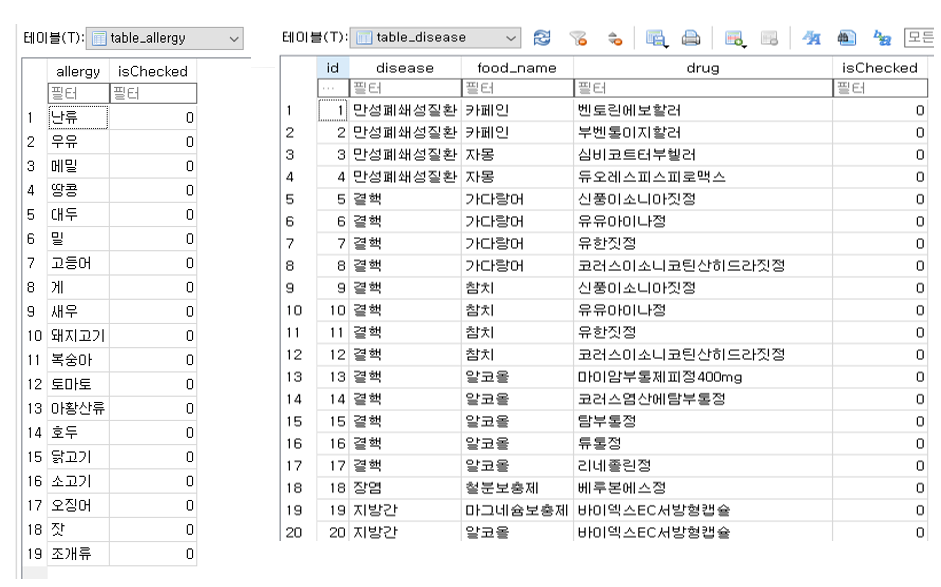 테이블(T): table_allergy
allergy isChecked
필터 필터
1 난류 0
2 우유 0
3 메밀 0
4 땅콩 0
5 대두 0
6 밀 0
7 고등어 0
8 게 0
9 새우 0
10 돼지고기 0
11 복숭아 0
12 토마토 0
13 아황산류 0
14 호두 0
15 닭고기 0
16 소고기 0
17 오징어 0
18 잣 0
19 조개류 0
테이블(T): table_disease 모든
id disease food_name drug isChecked
... 필터 필터 필터 필터
1 1 만성폐쇄성질환 카페인 벤토린에보할러 0
2 2 만성폐쇄성질환 카페인 부벤톨이지할러 0
3 3 만성폐쇄성질환 자몽 심비코트터부헬러 0
4 4 만성폐쇄성질환 자몽 듀오레스피스피로맥스 0
5 5 결핵 가다랑어 신풍이소니아짓정 0
6 6 결핵 가다랑어 유유아이나정 0
7 7 결핵 가다랑어 유한짓정 0
8 8 결핵 가다랑어 코러스이소니코틴산히드라짓정 0
9 9 결핵 참치 신풍이소니아짓정 0
10 10 결핵 참치 유유아이나정 0
11 11 결핵 참치 유한짓정 0
12 12 결핵 참치 코러스이소니코틴산히드라짓정 0
13 13 결핵 알코올 마이암부톨제피정400mg 0
14 14 결핵 알코올 코러스염산에탐부톨정 0
15 15 결핵 알코올 탐부톨정 0
16 16 결핵 알코올 튜톨정 0
17 17 결핵 알코올 리네졸린정 0
18 18 장염 철분보충제 베루본에스정 0
19 19 지방간 마그네슘보충제 바이덱스EC서방형캡슐 0
20 20 지방간 알코올 바이덱스EC서방형캡슐 0